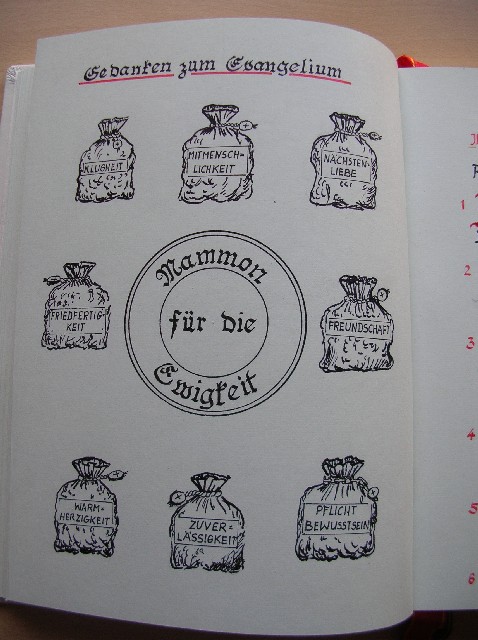 Gedanken zum Evangelium
KLUGHEIT
MITMENSCH-
LICHKEIT
NÄCHSTEN-
LIEBE
FRIEDFERTIG-
KEIT
Mammon
für die
Ewigkeit
FREUNDSCHAFT
WARM-
HERZIGKEIT
ZUVER-
LÄSSIGKEIT
PFLICHT
BEWUSSTSEIN
1
2
3
4
5
6